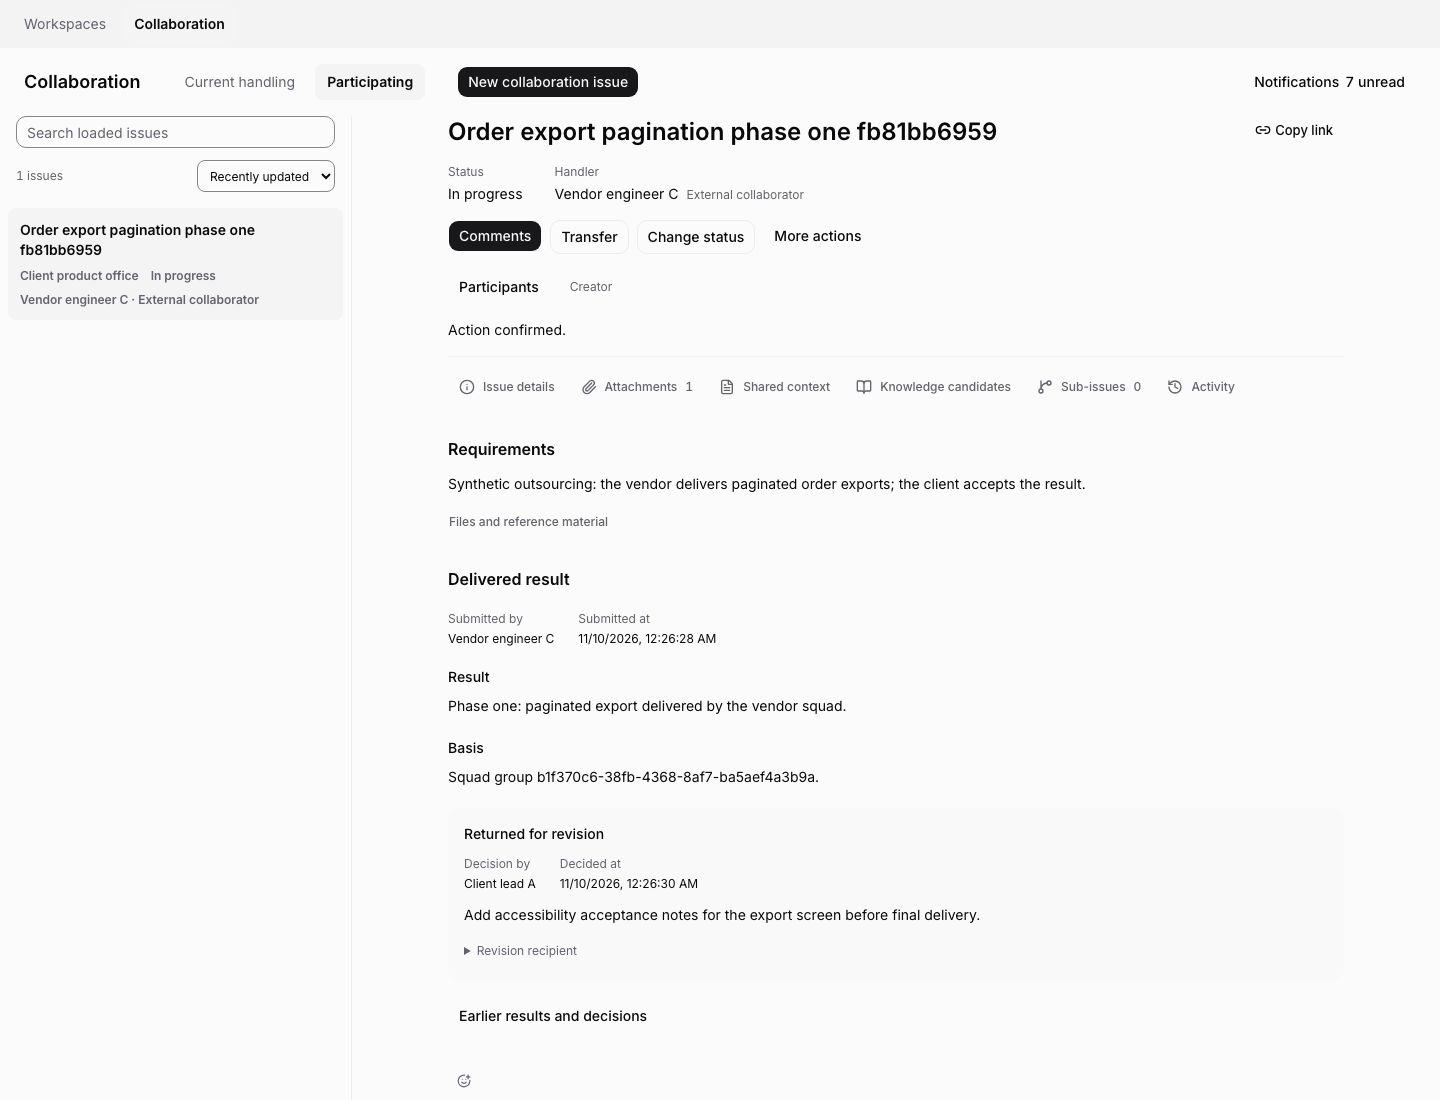 Workspaces
Collaboration
Collaboration
Current handling
Participating
New collaboration issue
Notifications 7 unread
Search loaded issues
1 issues
Recently updated
Order export pagination phase one
fb81bb6959
Client product office In progress
Vendor engineer C · External collaborator
Order export pagination phase one fb81bb6959
Copy link
Status Handler
In progress Vendor engineer C External collaborator
Comments Transfer Change status More actions
Participants Creator
Action confirmed.
Issue details Attachments 1 Shared context Knowledge candidates Sub-issues 0 Activity
Requirements
Synthetic outsourcing: the vendor delivers paginated order exports; the client accepts the result.
Files and reference material
Delivered result
Submitted by Submitted at
Vendor engineer C 11/10/2026, 12:26:28 AM
Result
Phase one: paginated export delivered by the vendor squad.
Basis
Squad group b1f370c6-38fb-4368-8af7-ba5aef4a3b9a.
Returned for revision
Decision by Decided at
Client lead A 11/10/2026, 12:26:30 AM
Add accessibility acceptance notes for the export screen before final delivery.
Revision recipient
Earlier results and decisions